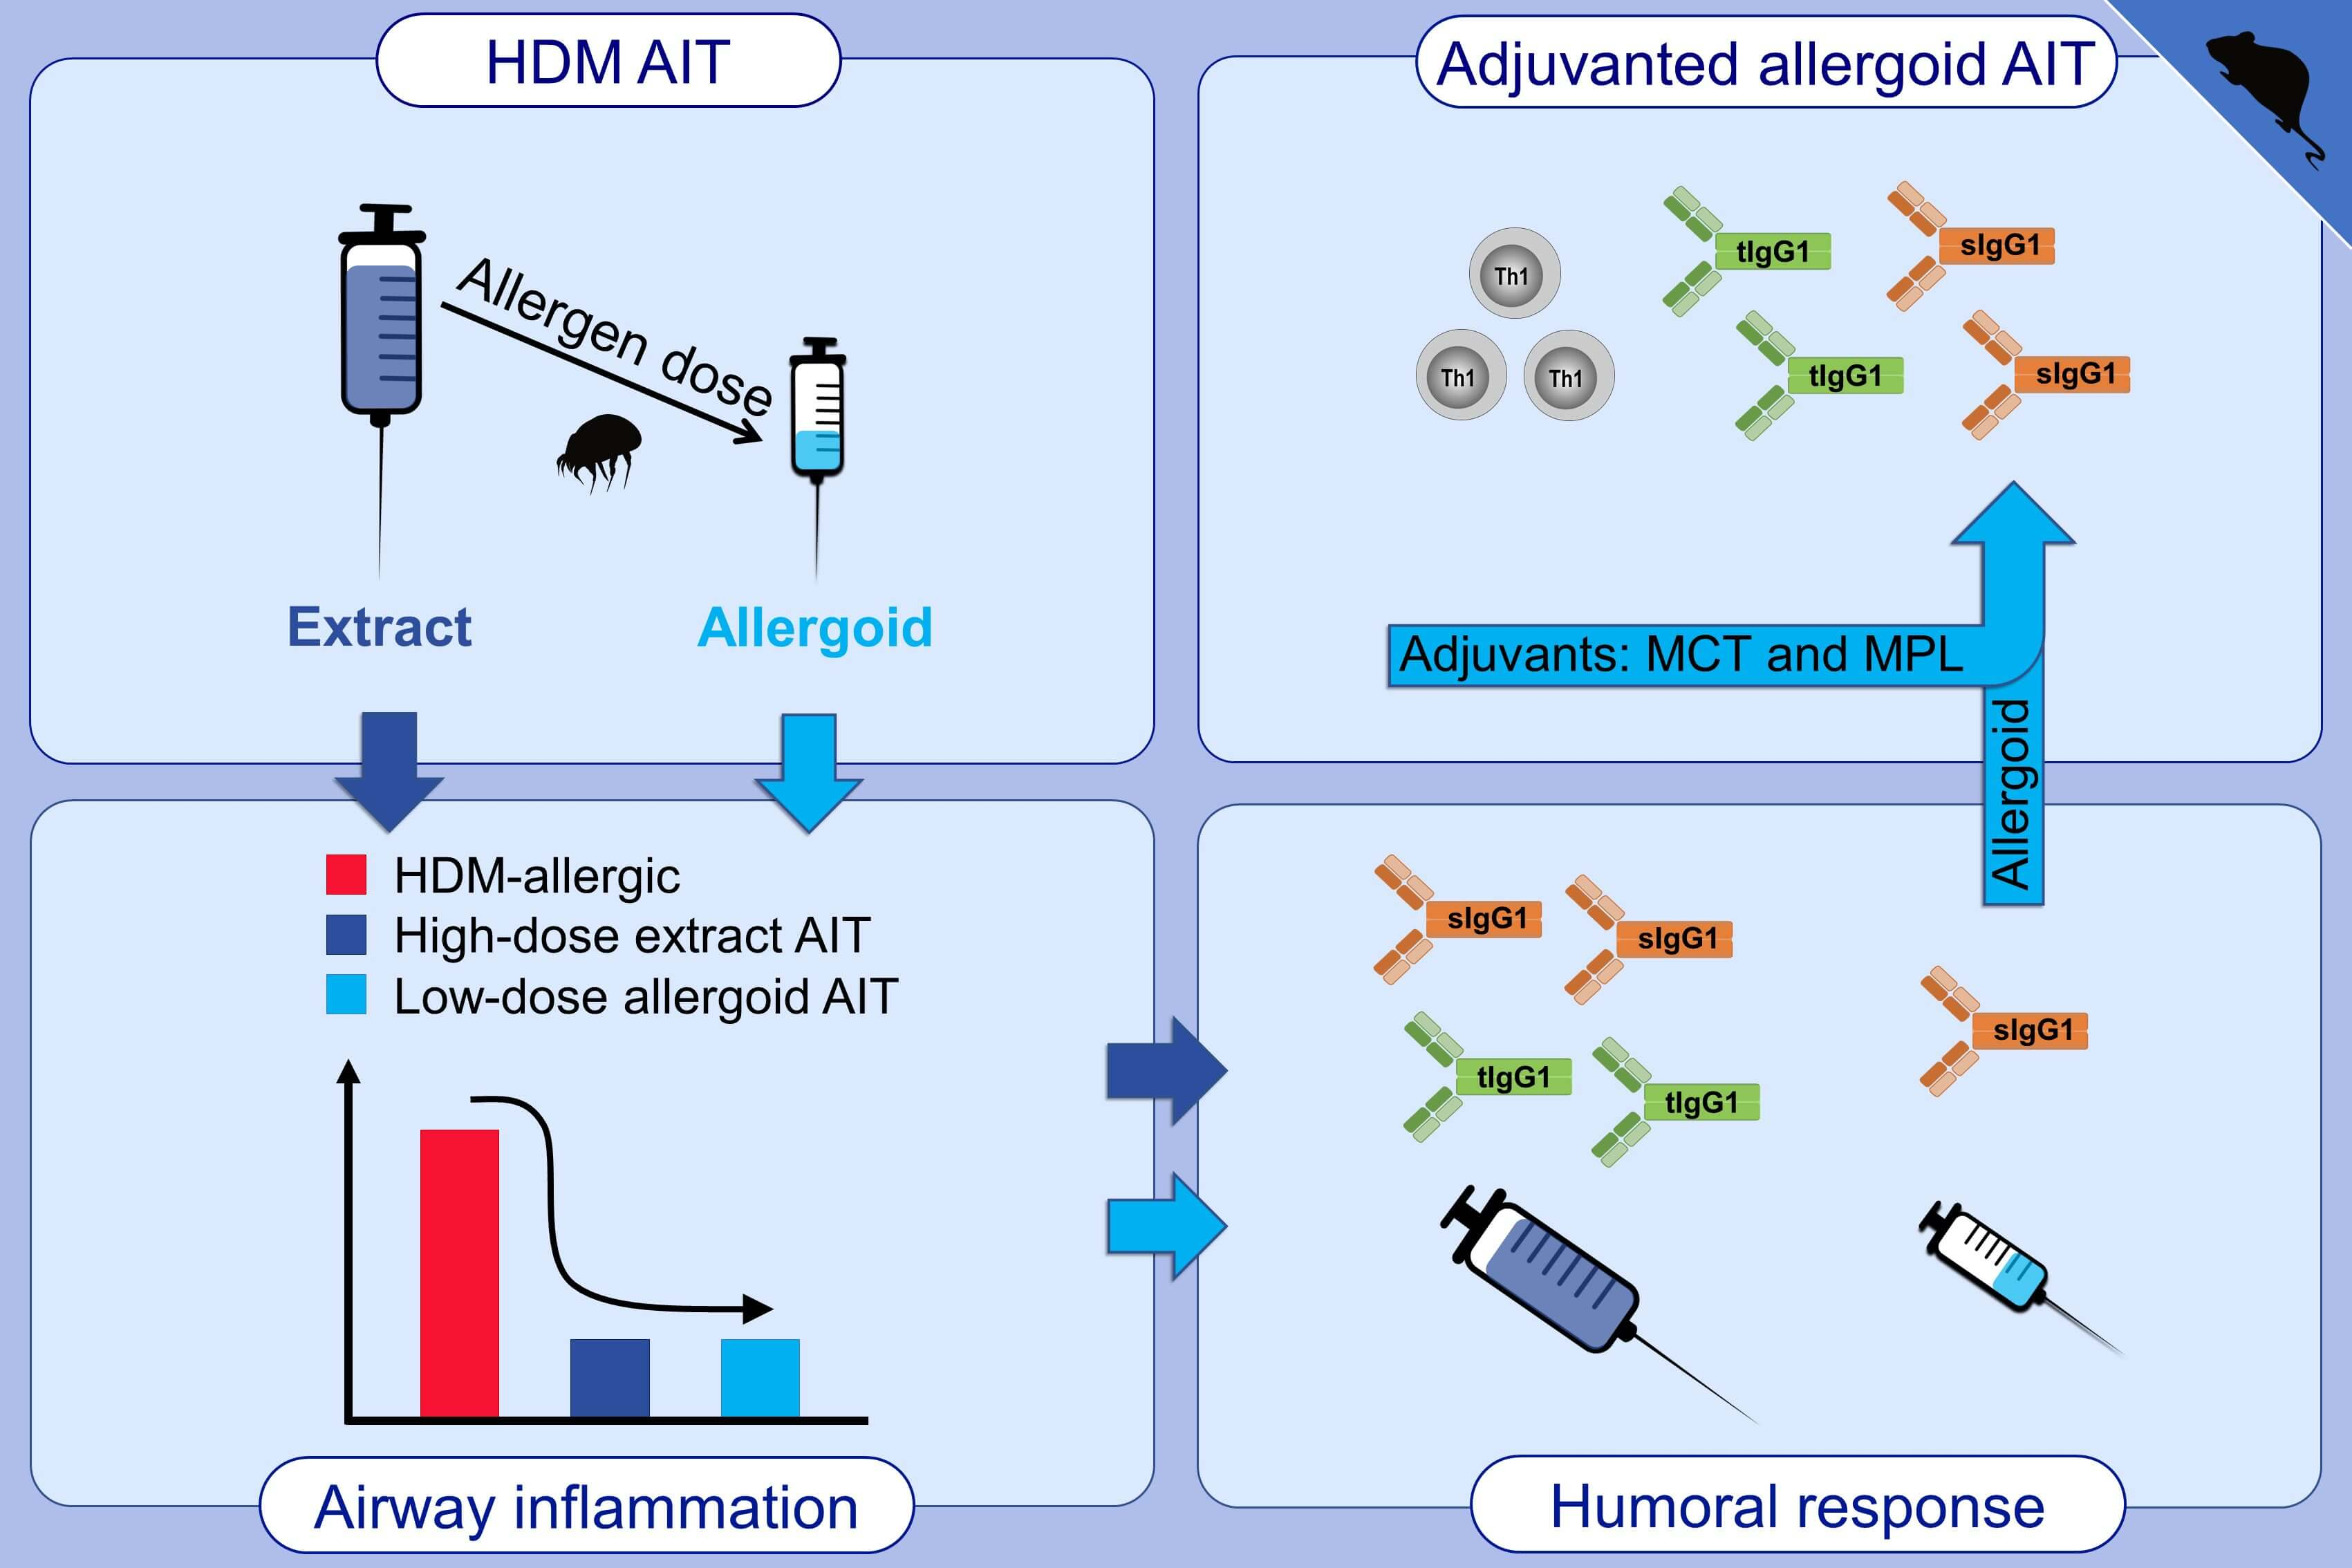 HDM AIT
Allergen dose
Extract
Allergoid
Adjuvanted allergoid AIT
Th1
Th1
Th1
tIgG1
sIgG1
tIgG1
sIgG1
Adjuvants: MCT and MPL
Allergoid
HDM-allergic
High-dose extract AIT
Low-dose allergoid AIT
Airway inflammation
sIgG1
sIgG1
sIgG1
tIgG1
tIgG1
Humoral response